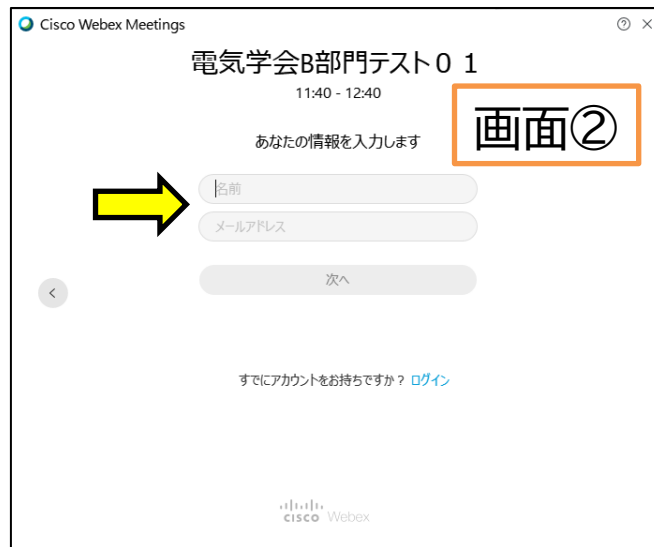 Cisco Webex Meetings
電気学会B部門テスト０１
11:40 - 12:40
画面②
あなたの情報を入力します
名前
メールアドレス
次へ
すでにアカウントをお持ちですか？ ログイン
cisco Webex